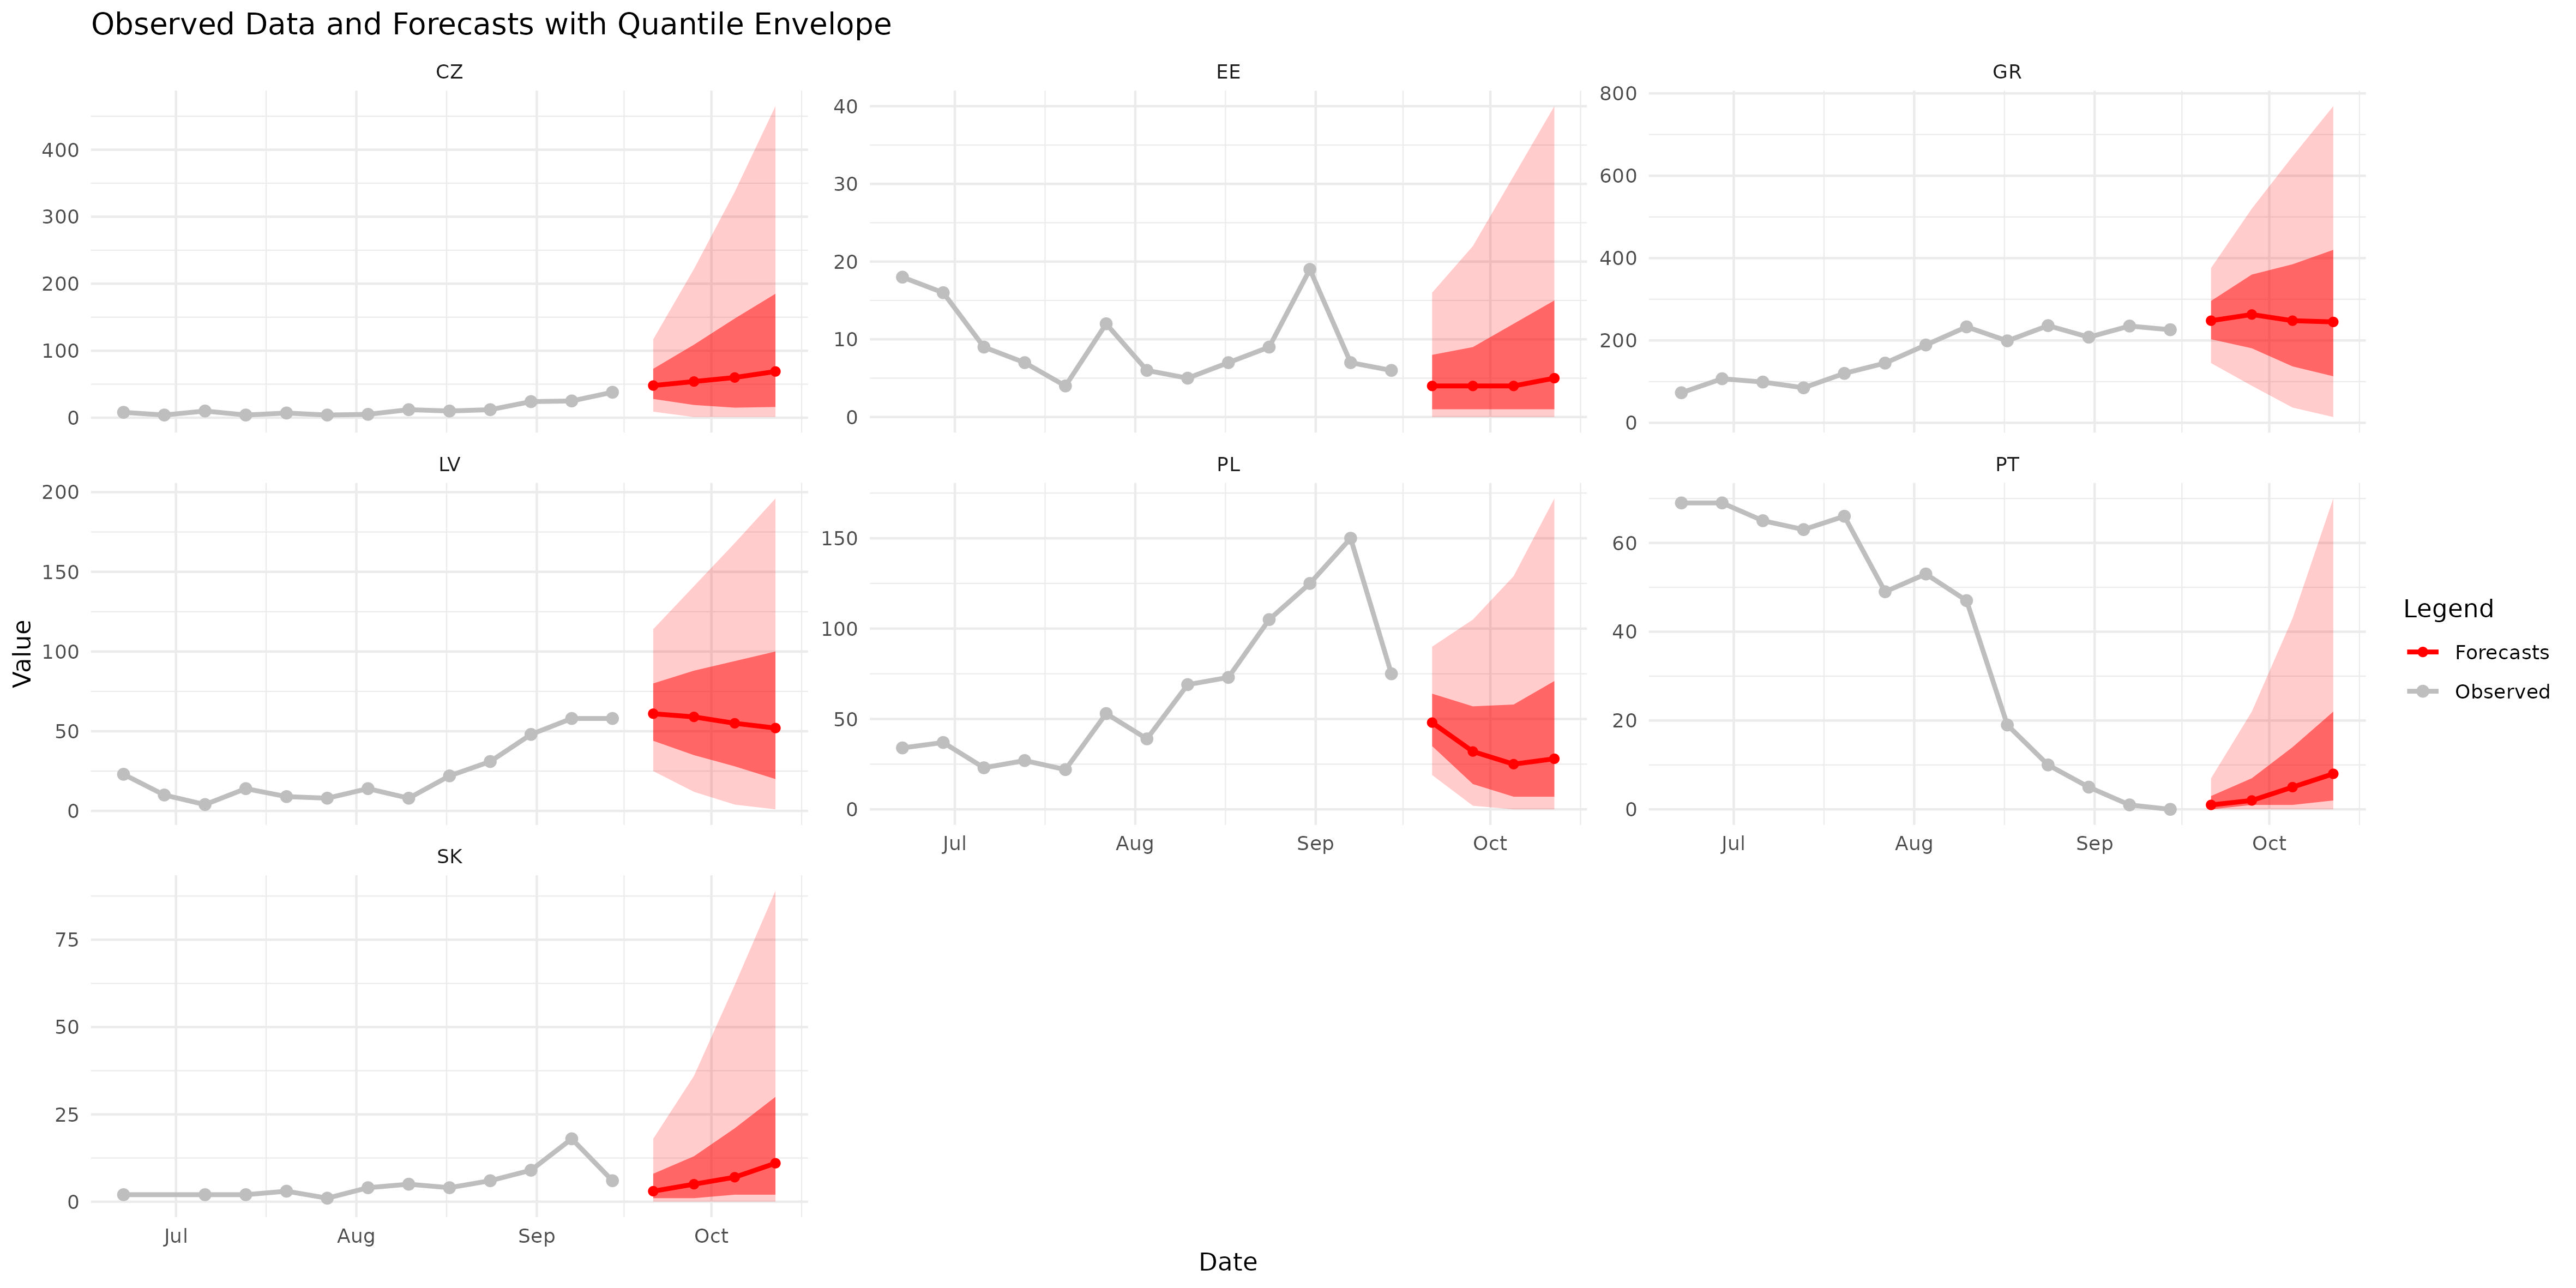 Observed Data and Forecasts with Quantile Envelope
CZ
EE
GR
400
300
200
100
0
40
30
20
10
0
800
600
400
200
0
LV
PL
PT
200
150
100
50
0
150
100
50
0
60
40
20
0
Jul Aug Sep Oct
Jul Aug Sep Oct
SK
75
50
25
0
Jul Aug Sep Oct
Value
Date
Legend
Forecasts
Observed